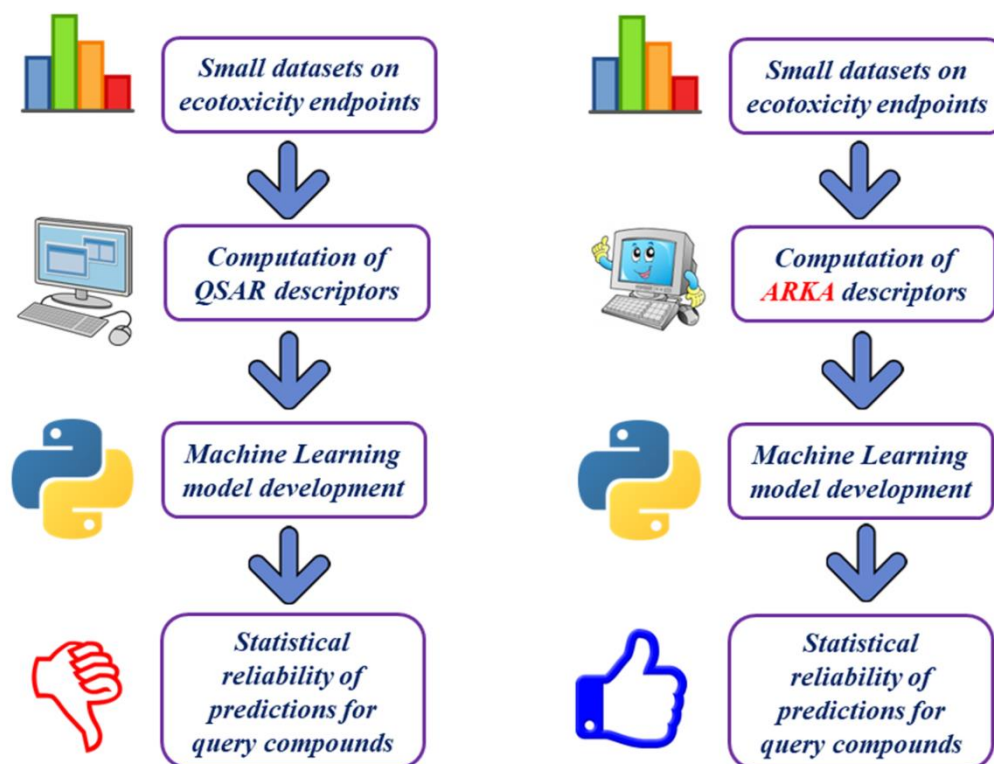 Small datasets on
ecotoxicity endpoints
Computation of
QSAR descriptors
Machine Learning
model development
Statistical
reliability of
predictions for
query compounds
Small datasets on
ecotoxicity endpoints
Computation of
ARKA descriptors
Machine Learning
model development
Statistical
reliability of
predictions for
query compounds